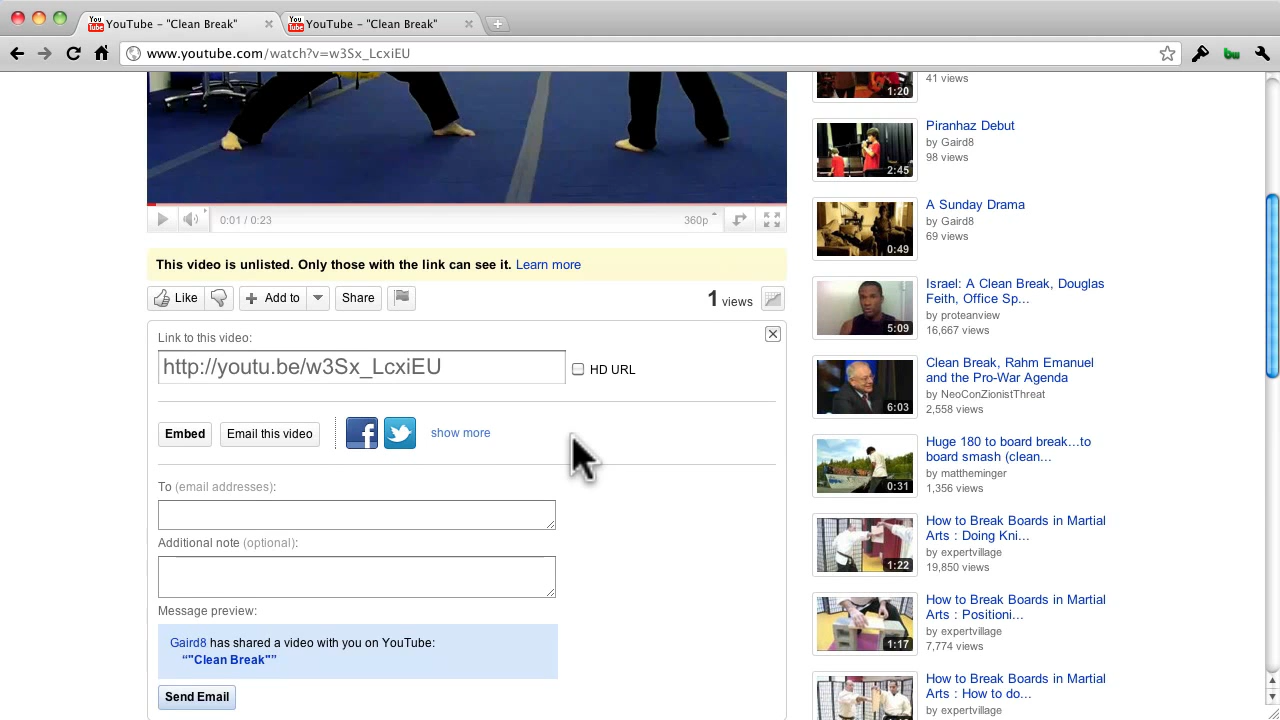 YouTube - "Clean Break"
YouTube - "Clean Break"
www.youtube.com/watch?v=w3Sx_LcxiEU
0:01 / 0:23
360p
This video is unlisted. Only those with the link can see it. Learn more
Like
Add to
Share
1 views
Link to this video:
http://youtu.be/w3Sx_LcxiEU
HD URL
Embed
Email this video
show more
To (email addresses):
Additional note (optional):
Message preview:
Gaird8 has shared a video with you on YouTube:
“"Clean Break"”
Send Email
1:20
41 views
2:45
Piranhaz Debut
by Gaird8
98 views
0:49
A Sunday Drama
by Gaird8
69 views
5:09
Israel: A Clean Break, Douglas
Feith, Office Sp...
by proteanview
16,667 views
6:03
Clean Break, Rahm Emanuel
and the Pro-War Agenda
by NeoConZionistThreat
2,558 views
0:31
Huge 180 to board break...to
board smash (clean...
by mattheminger
1,356 views
1:22
How to Break Boards in Martial
Arts : Doing Kni...
by expertvillage
19,850 views
1:17
How to Break Boards in Martial
Arts : Positioni...
by expertvillage
7,774 views
How to Break Boards in Martial
Arts : How to do...
by expertvillage